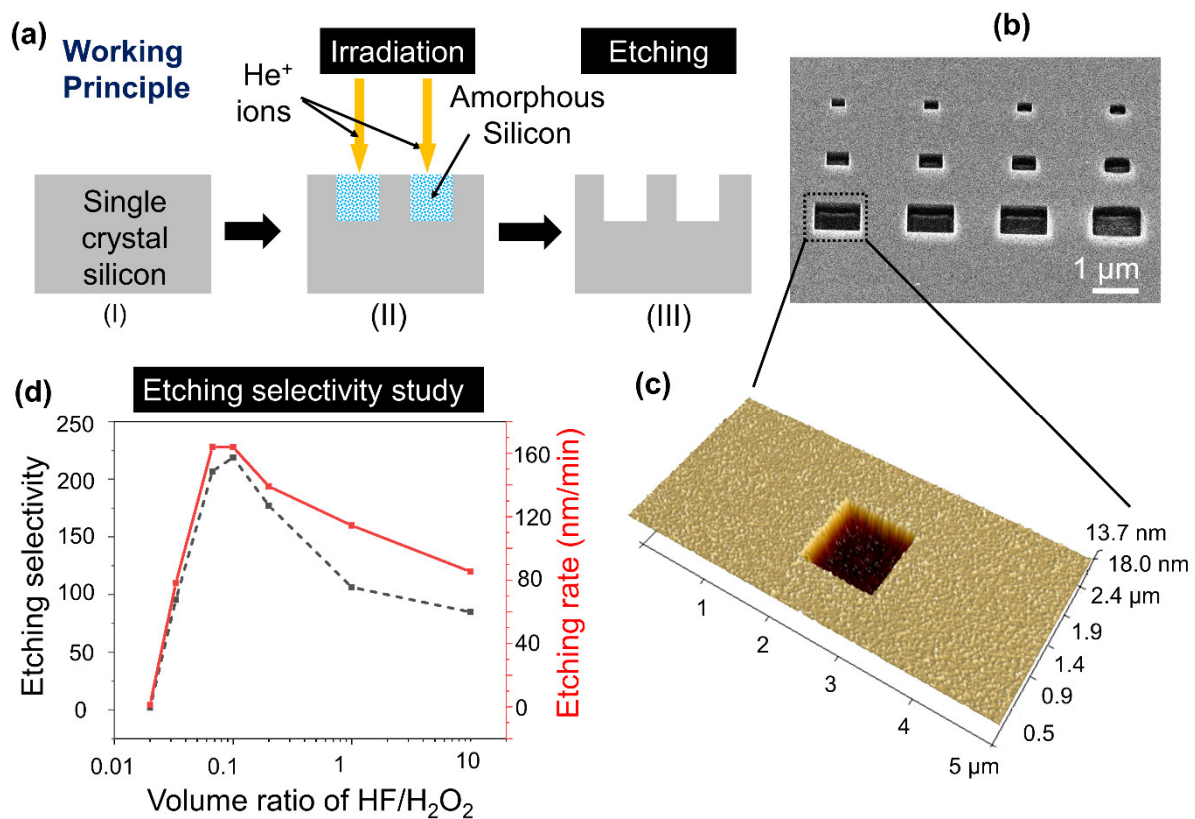 (a)
Working
Principle
Irradiation
Etching
He⁺
ions
Amorphous
Silicon
Single
crystal
silicon
(I)
(II)
(III)
(b)
1 μm
(c)
13.7 nm
18.0 nm
2.4 μm
1.9
1.4
0.9
0.5
1
2
3
4
5 μm
(d)
Etching selectivity study
Etching selectivity
250
200
150
100
50
0
0.01
0.1
1
10
Volume ratio of HF/H₂O₂
160
120
80
40
0
Etching rate (nm/min)